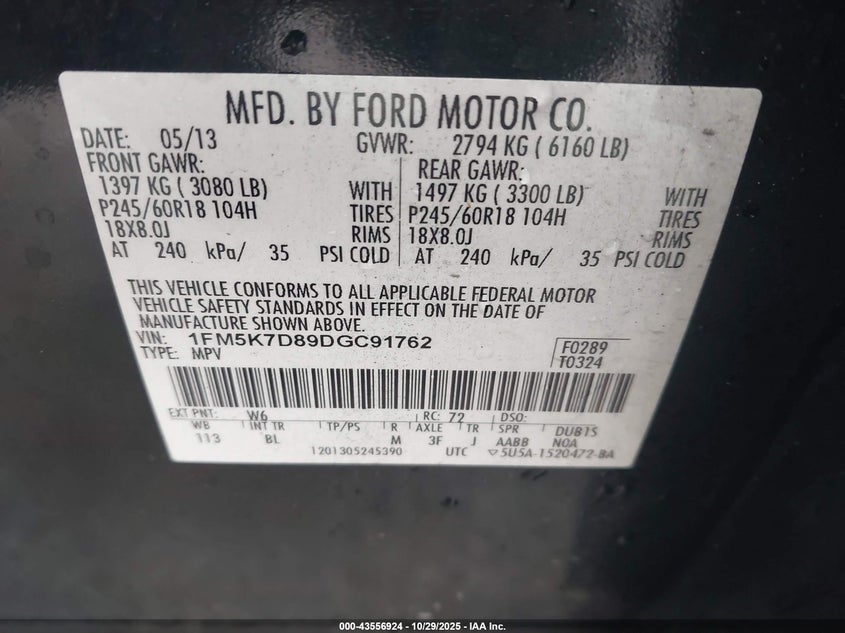 MFD. BY FORD MOTOR CO.
DATE: 05/13 GVWR: 2794 KG ( 6160 LB)
FRONT GAWR: REAR GAWR:
1397 KG ( 3080 LB) WITH 1497 KG ( 3300 LB) WITH
P245/60R18 104H TIRES P245/60R18 104H TIRES
18X8.0J RIMS 18X8.0J RIMS
AT 240 kPa/ 35 PSI COLD AT 240 kPa/ 35 PSI COLD
THIS VEHICLE CONFORMS TO ALL APPLICABLE FEDERAL MOTOR
VEHICLE SAFETY STANDARDS IN EFFECT ON THE DATE OF
MANUFACTURE SHOWN ABOVE.
VIN: 1FM5K7D89DGC91762 F0289
TYPE: MPV T0324
EXT PNT: W6 RC: 72 DSO:
WB INT TR TP/PS R AXLE TR SPR DUB1S
113 BL M 3F J AABB NOA
1201305245390 UTC ▽5U5A-1520472-BA
000-43556924 | 10/29/2025 - IAA Inc.